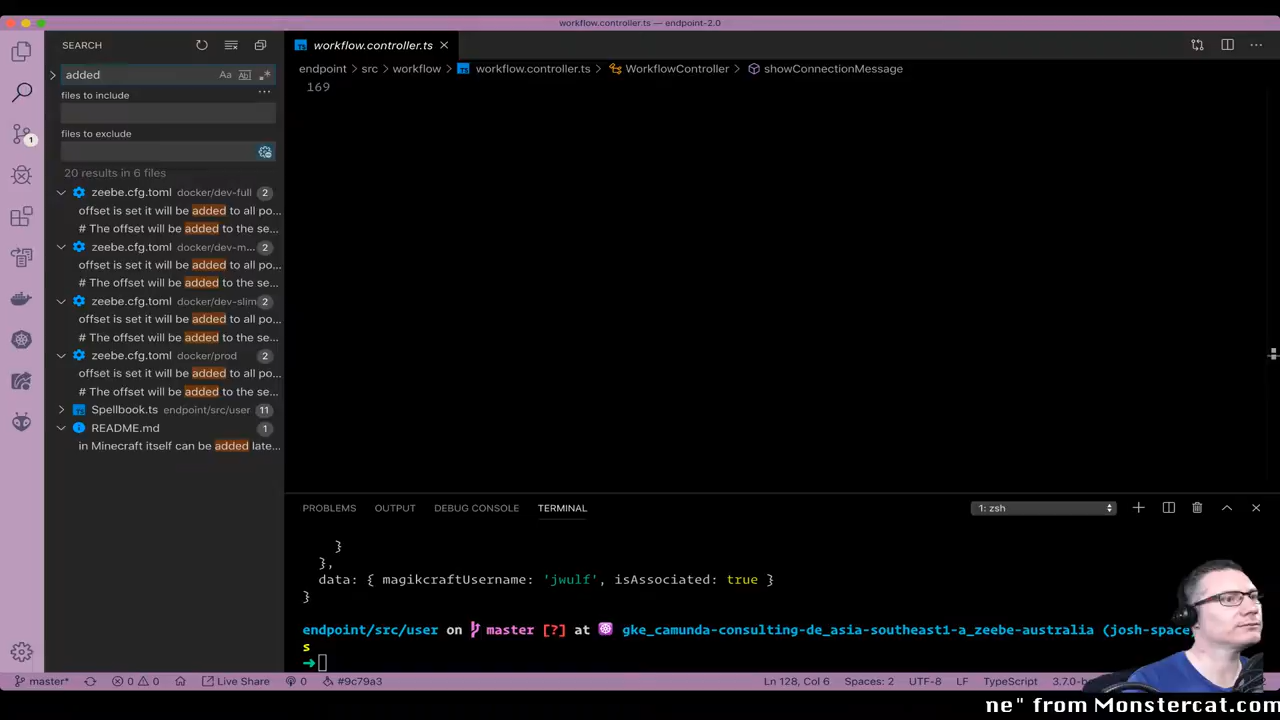 workflow.controller.ts — endpoint-2.0
SEARCH
workflow.controller.ts
added
Aa
files to include
files to exclude
20 results in 6 files
zeebe.cfg.toml docker/dev-full 2
offset is set it will be added to all po...
# The offset will be added to the se...
zeebe.cfg.toml docker/dev-m... 2
offset is set it will be added to all po...
# The offset will be added to the se...
zeebe.cfg.toml docker/dev-slim 2
offset is set it will be added to all po...
# The offset will be added to the se...
zeebe.cfg.toml docker/prod 2
offset is set it will be added to all po...
# The offset will be added to the se...
Spellbook.ts endpoint/src/user 11
README.md 1
in Minecraft itself can be added late...
1
endpoint > src > workflow > workflow.controller.ts > WorkflowController > showConnectionMessage
169
PROBLEMS OUTPUT DEBUG CONSOLE TERMINAL
1: zsh
}
},
data: { magikcraftUsername: 'jwulf', isAssociated: true }
}
endpoint/src/user on master [?] at gke_camunda-consulting-de_asia-southeast1-a_zeebe-australia (josh-space
s
➜
master* 0 0 Live Share 0 #9c79a3 Ln 128, Col 6 Spaces: 2 UTF-8 LF TypeScript 3.7.0-b
ne" from Monstercat.com